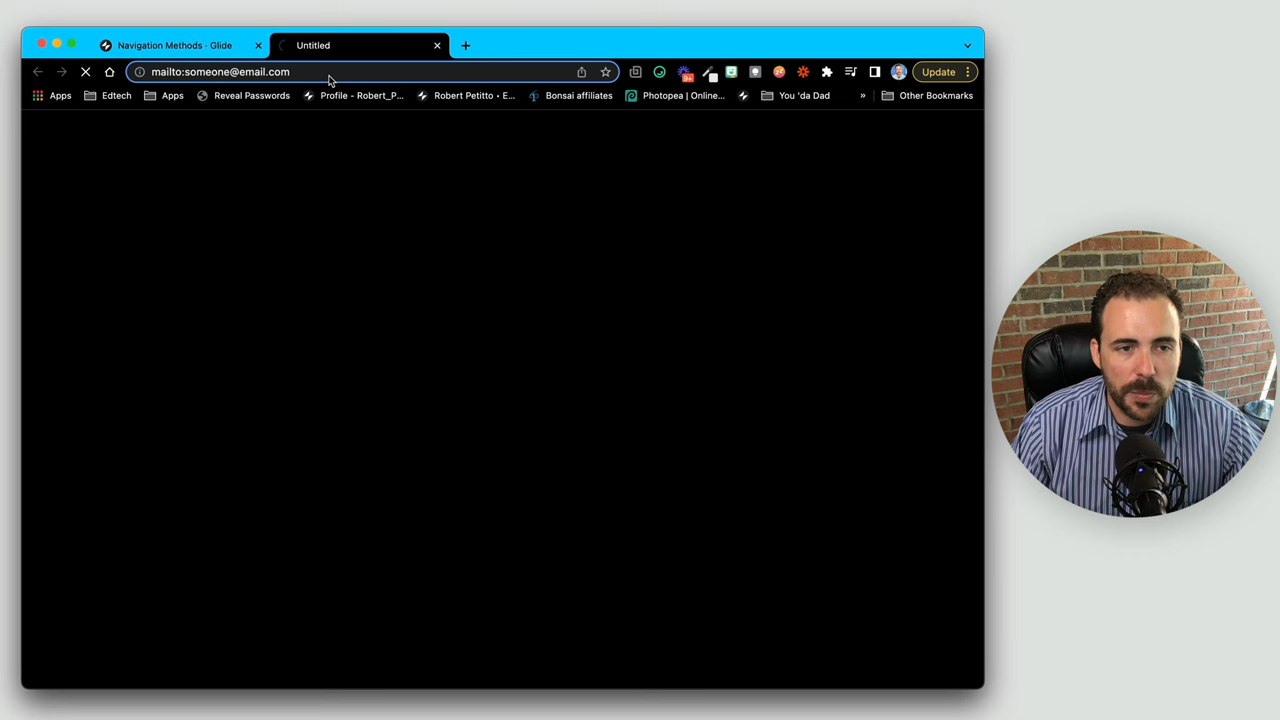 Navigation Methods · Glide
Untitled
mailto:someone@email.com
9+
Update
Apps
Edtech
Apps
Reveal Passwords
Profile - Robert_P...
Robert Petitto • E...
Bonsai affiliates
Photopea | Online...
You 'da Dad
»
Other Bookmarks